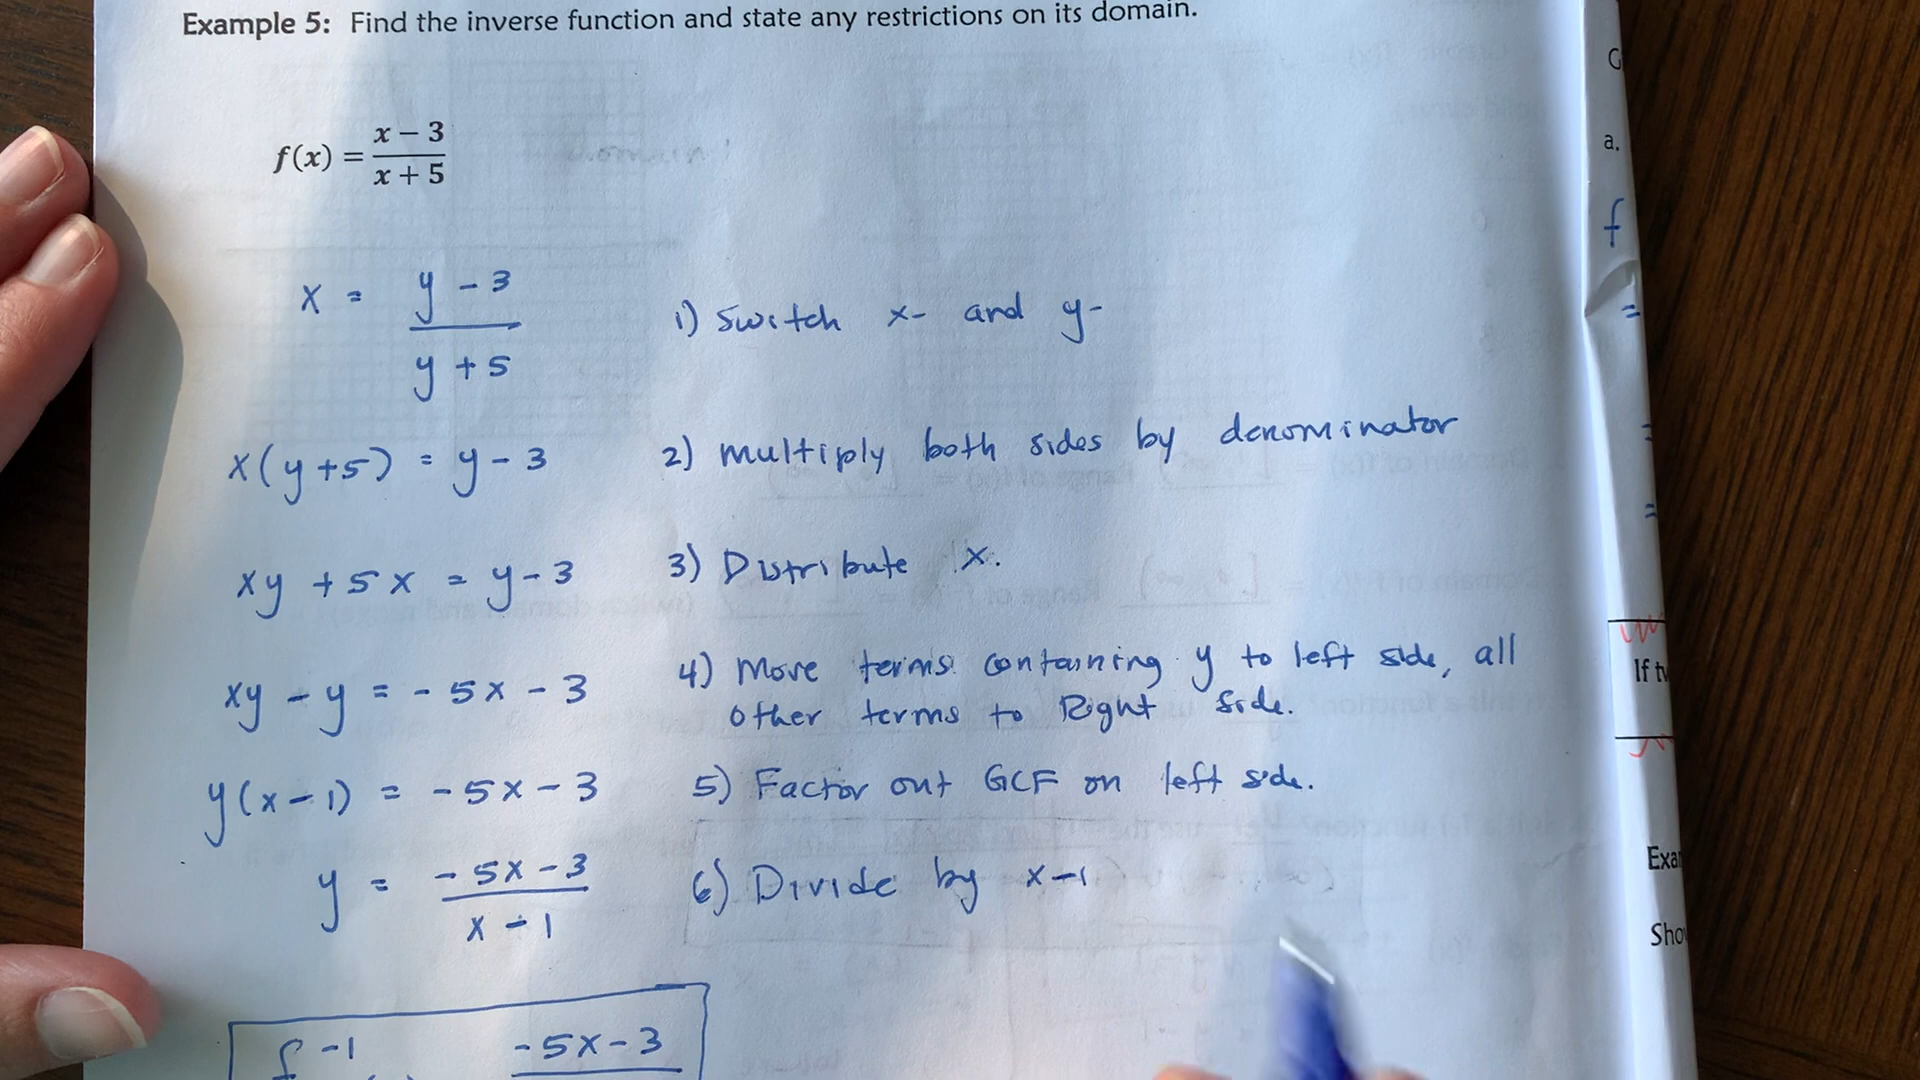 Example 5: Find the inverse function and state any restrictions on its domain.
f(x) = x − 3
x + 5
x = y - 3
y + 5
1) Switch x- and y-
x(y+5) = y - 3
2) multiply both sides by denominator
xy + 5x = y - 3
3) Distribute x.
xy - y = -5x - 3
4) Move terms containing y to left side, all
other terms to Right side.
y(x-1) = -5x - 3
5) Factor out GCF on left side.
y = -5x - 3
x - 1
6) Divide by x-1
f -1
-5x - 3
a.
f
=
=
=
If